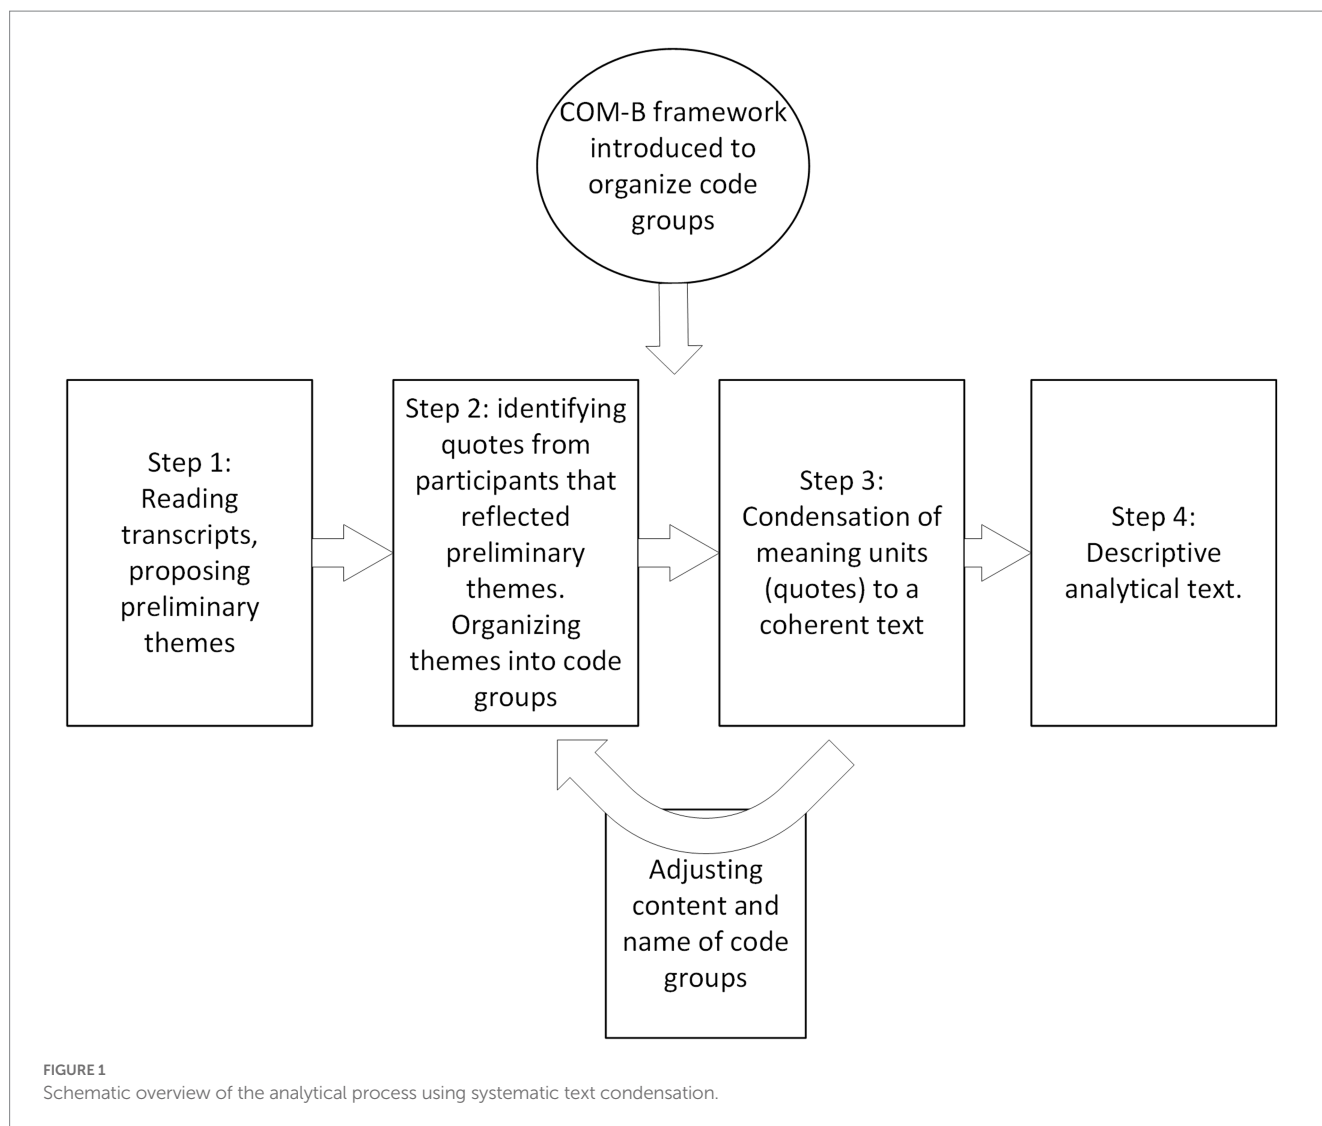 COM-B framework
introduced to
organize code
groups
Step 1:
Reading
transcripts,
proposing
preliminary
themes
Step 2: identifying
quotes from
participants that
reflected
preliminary
themes.
Organizing
themes into code
groups
Step 3:
Condensation of
meaning units
(quotes) to a
coherent text
Step 4:
Descriptive
analytical text.
Adjusting
content and
name of code
groups
FIGURE 1
Schematic overview of the analytical process using systematic text condensation.